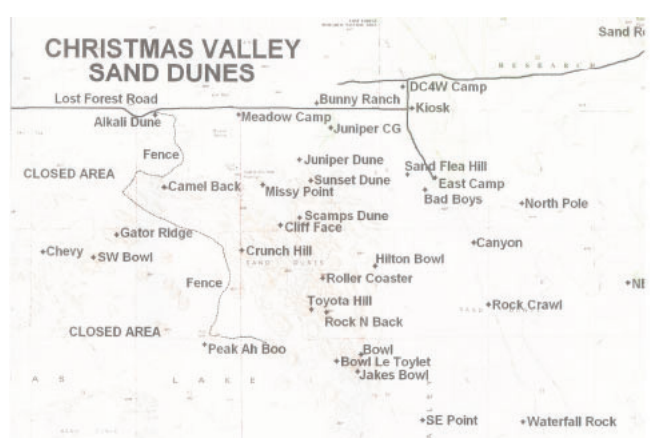 CHRISTMAS VALLEY
SAND DUNES
Sand R
RESEARCH
DC4W Camp
Lost Forest Road
Bunny Ranch
Kiosk
Alkali Dune
Meadow Camp
Juniper CG
Fence
Juniper Dune
Sand Flea Hill
CLOSED AREA
Camel Back
Sunset Dune
East Camp
Missy Point
Bad Boys
North Pole
Scamps Dune
Cliff Face
Gator Ridge
Canyon
Chevy
SW Bowl
Crunch Hill
Hilton Bowl
SAND DUNES
Roller Coaster
Fence
NE
Toyota Hill
Rock Crawl
Rock N Back
CLOSED AREA
Peak Ah Boo
Bowl
Bowl Le Toylet
Jakes Bowl
LAKE
SE Point
Waterfall Rock